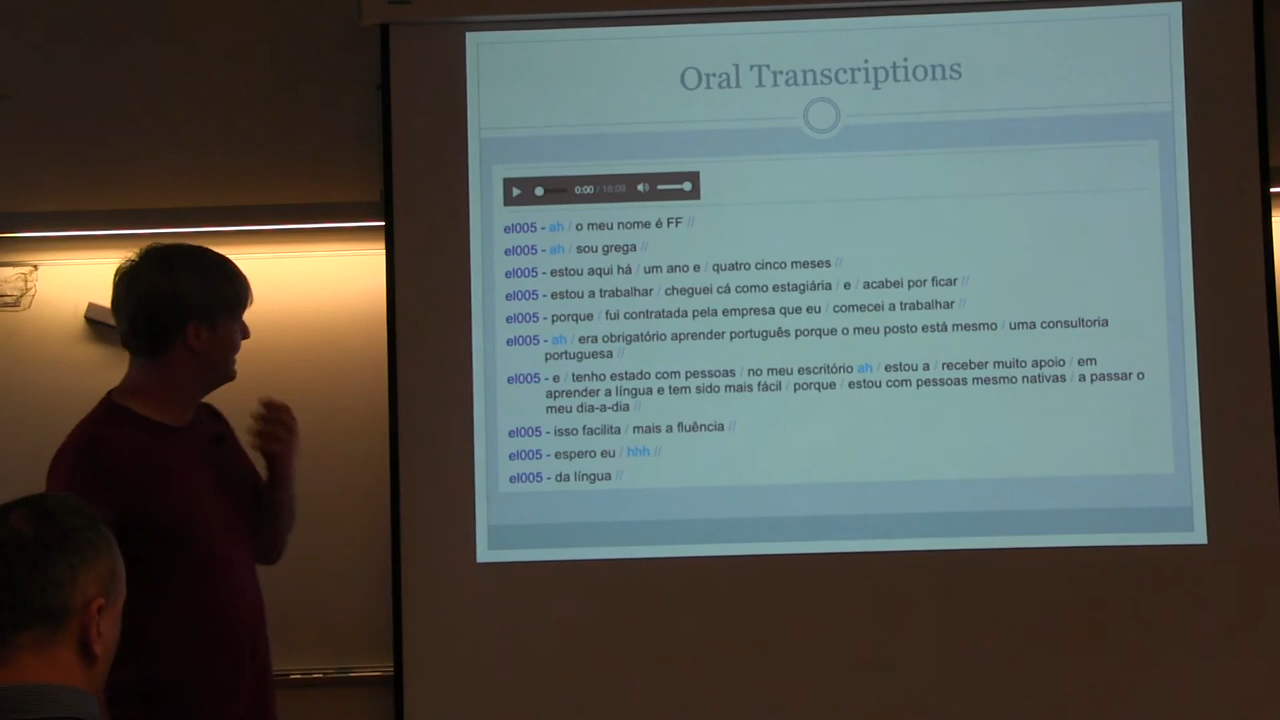 Oral Transcriptions
0:00 / 16:09
el005 - ah / o meu nome é FF //
el005 - ah / sou grega //
el005 - estou aqui há / um ano e / quatro cinco meses //
el005 - estou a trabalhar / cheguei cá como estagiária / e / acabei por ficar //
el005 - porque / fui contratada pela empresa que eu / comecei a trabalhar //
el005 - ah / era obrigatório aprender português porque o meu posto está mesmo / uma consultoria
portuguesa //
el005 - e / tenho estado com pessoas / no meu escritório ah / estou a / receber muito apoio / em
aprender a língua e tem sido mais fácil / porque / estou com pessoas mesmo nativas / a passar o
meu dia-a-dia //
el005 - isso facilita / mais a fluência //
el005 - espero eu / hhh //
el005 - da língua //